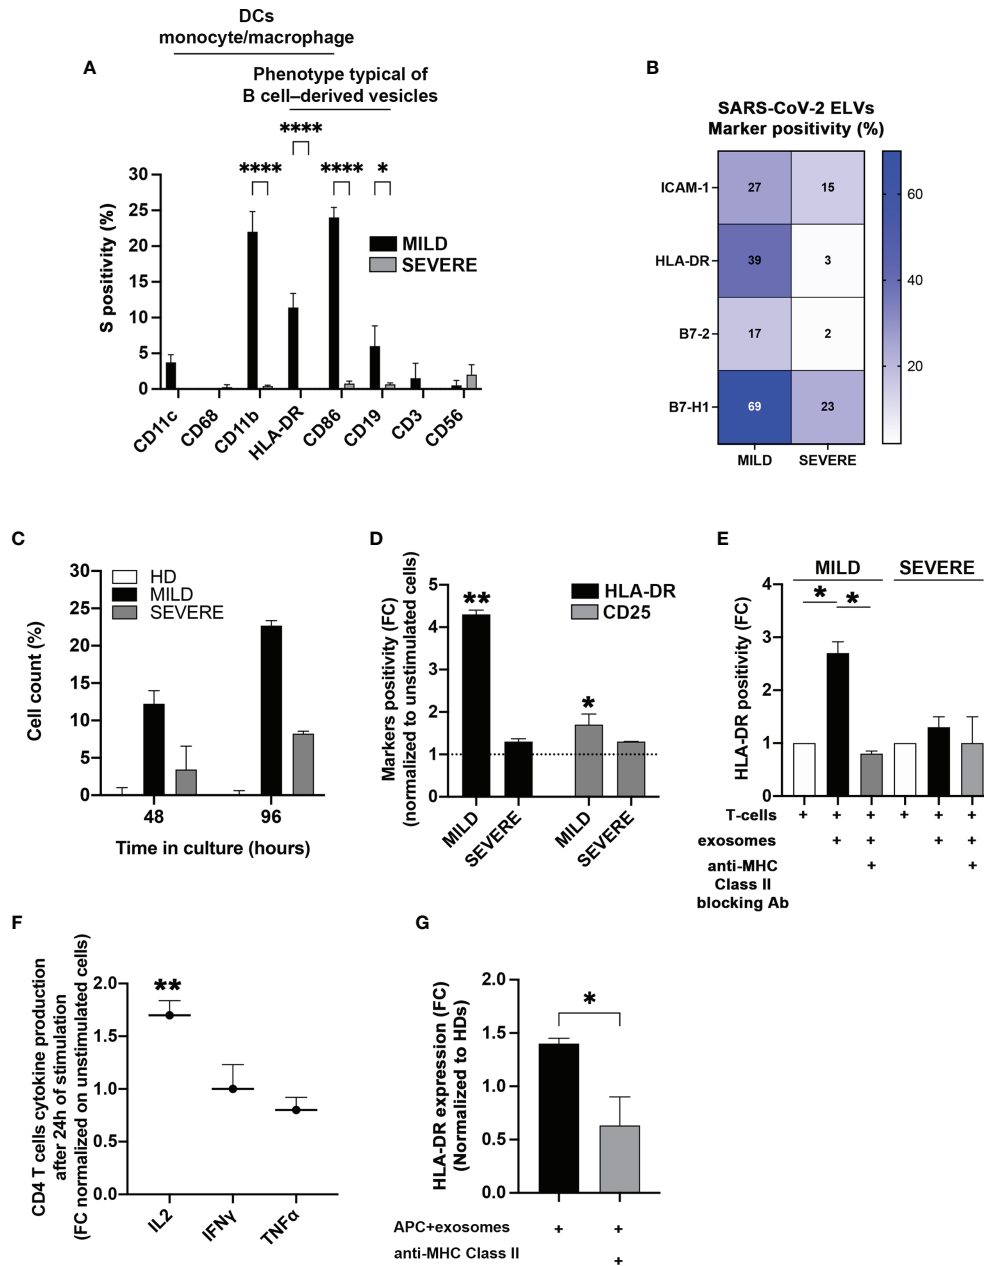 DCs
monocyte/macrophage
A
Phenotype typical of
B cell–derived vesicles
****
**** **** *
S positivity (%)
30
25
20
15
10
5
0
MILD
SEVERE
CD11c CD68 CD11b HLA-DR CD86 CD19 CD3 CD56
B
SARS-CoV-2 ELVs
Marker positivity (%)
ICAM-1 27 15
HLA-DR 39 3
B7-2 17 2
B7-H1 69 23
MILD SEVERE
60
40
20
C
Cell count (%)
30
25
20
15
10
5
0
HD
MILD
SEVERE
48 96
Time in culture (hours)
D
Markers positivity (FC)
(normalized to unstimulated cells)
5
4
3
2
1
0
** *
HLA-DR
CD25
MILD SEVERE MILD SEVERE
E
MILD SEVERE
* *
HLA-DR positivity (FC)
4
3
2
1
0
T-cells + + + + + +
exosomes + + + +
anti-MHC + +
Class II
blocking Ab
F
CD4 T cells cytokine production
after 24h of stimulation
(FC normalized on unstimulated cells)
2.0
1.5
1.0
0.5
0.0
**
IL2 IFNγ TNFα
G
HLA-DR expression (FC)
(Normalized to HDs)
2.0
1.5
1.0
0.5
0.0
*
APC+exosomes + +
anti-MHC Class II +